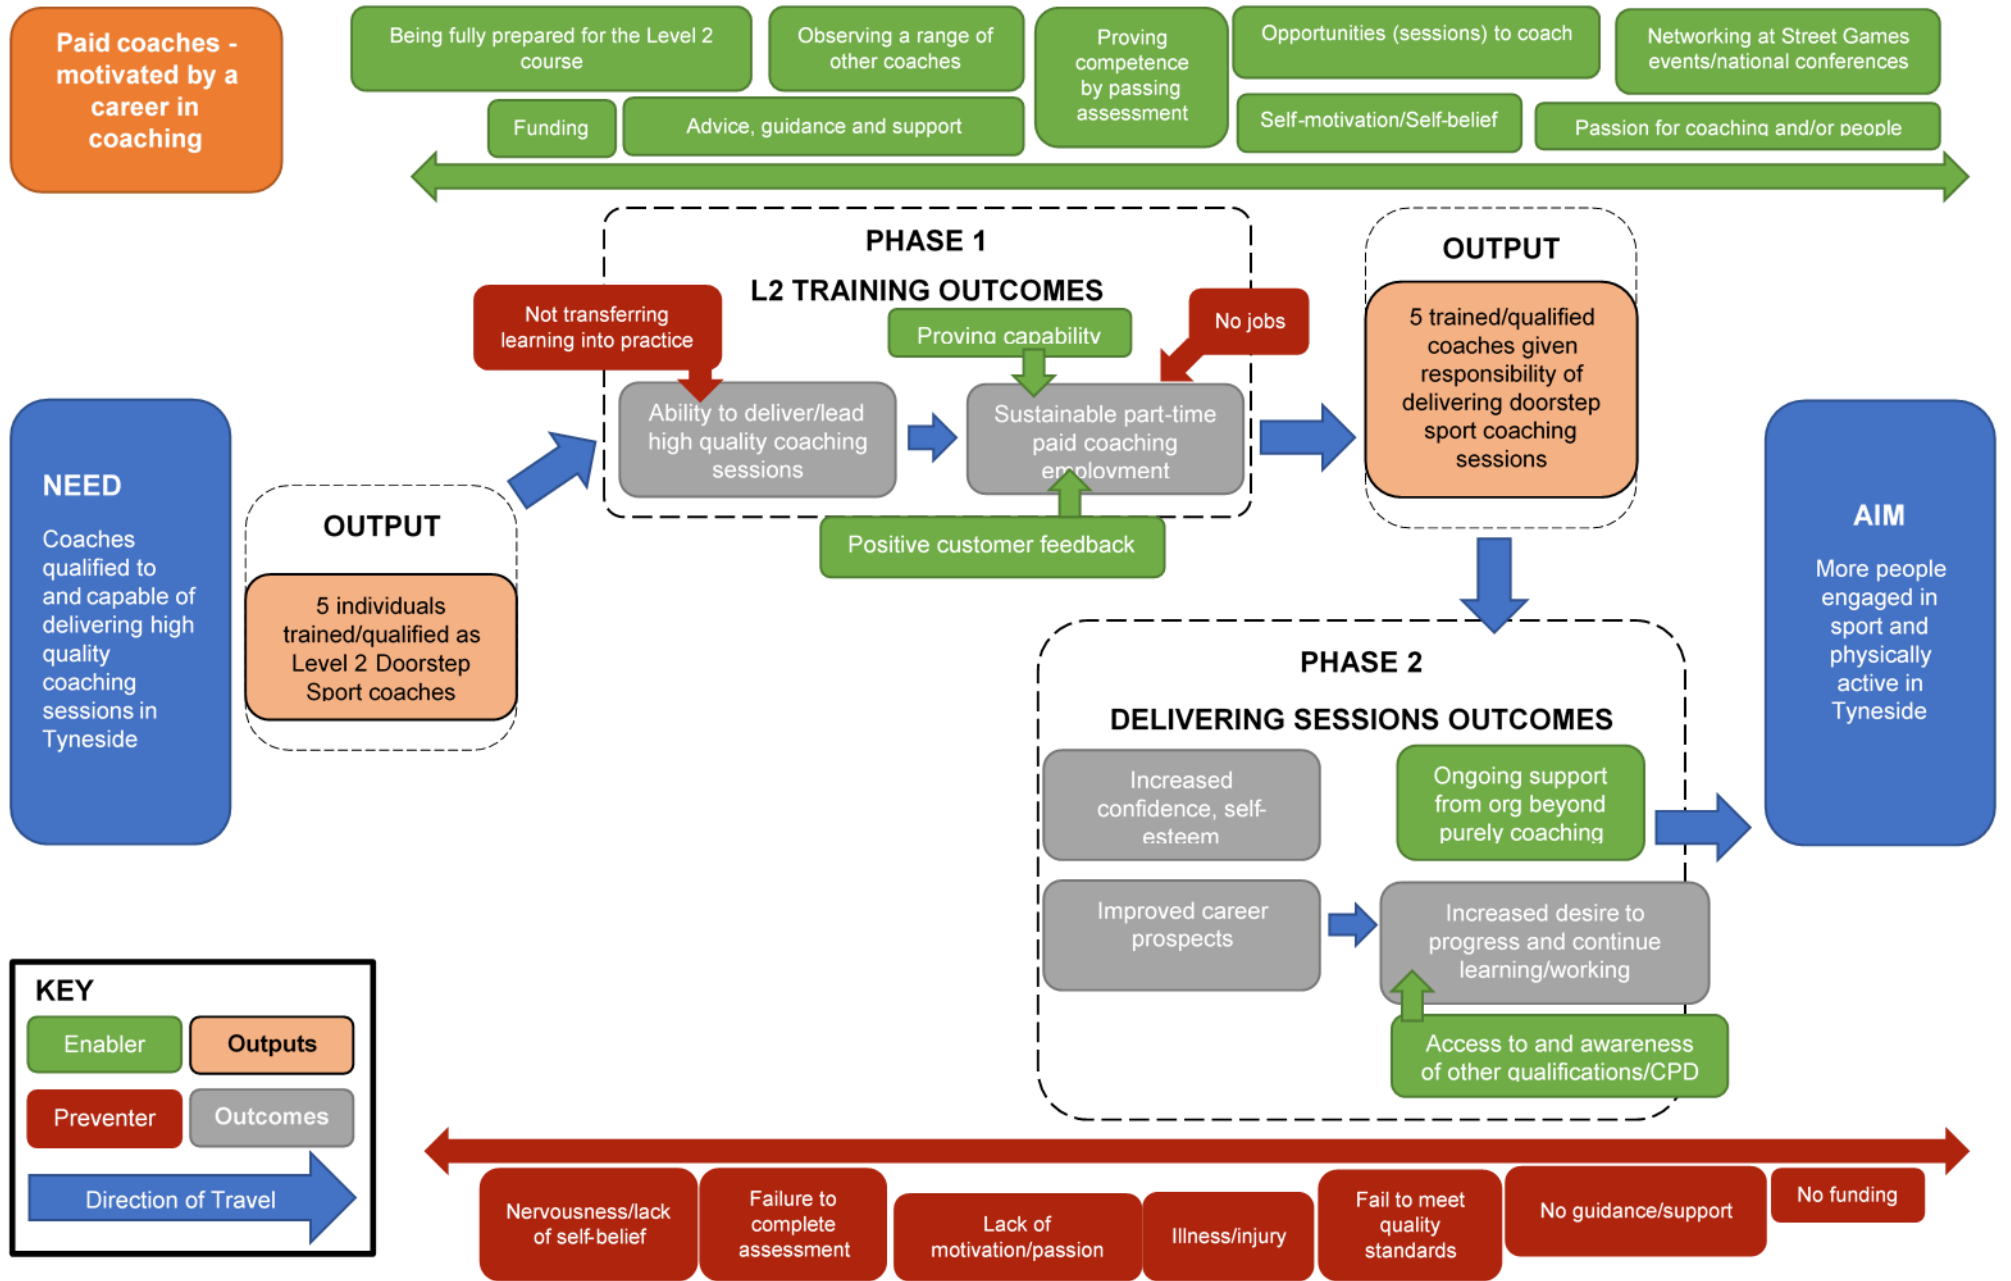 Paid coaches -
motivated by a
career in
coaching
Being fully prepared for the Level 2
course
Observing a range of
other coaches
Proving
competence
by passing
assessment
Opportunities (sessions) to coach
Networking at Street Games
events/national conferences
Funding
Advice, guidance and support
Self-motivation/Self-belief
Passion for coaching and/or people
PHASE 1
L2 TRAINING OUTCOMES
Not transferring
learning into practice
Proving capability
No jobs
Ability to deliver/lead
high quality coaching
sessions
Sustainable part-time
paid coaching
employment
Positive customer feedback
OUTPUT
5 trained/qualified
coaches given
responsibility of
delivering doorstep
sport coaching
sessions
NEED
Coaches
qualified to
and capable of
delivering high
quality
coaching
sessions in
Tyneside
OUTPUT
5 individuals
trained/qualified as
Level 2 Doorstep
Sport coaches
AIM
More people
engaged in
sport and
physically
active in
Tyneside
PHASE 2
DELIVERING SESSIONS OUTCOMES
Increased
confidence, self-
esteem
Ongoing support
from org beyond
purely coaching
Improved career
prospects
Increased desire to
progress and continue
learning/working
Access to and awareness
of other qualifications/CPD
KEY
Enabler
Outputs
Preventer
Outcomes
Direction of Travel
Nervousness/lack
of self-belief
Failure to
complete
assessment
Lack of
motivation/passion
Illness/injury
Fail to meet
quality
standards
No guidance/support
No funding